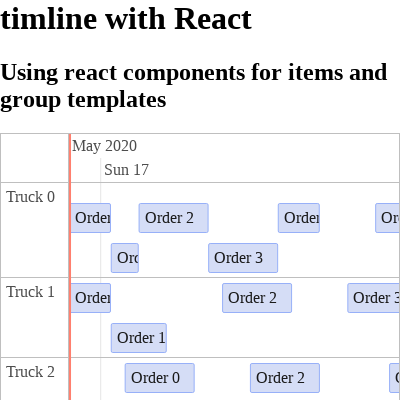 timline with React
Using react components for items and
group templates
May 2020
Sun 17
Truck 0
Order
Order 2
Order
Or
Ord
Order 3
Truck 1
Order
Order 2
Order 3
Order 1
Truck 2
Order 0
Order 2